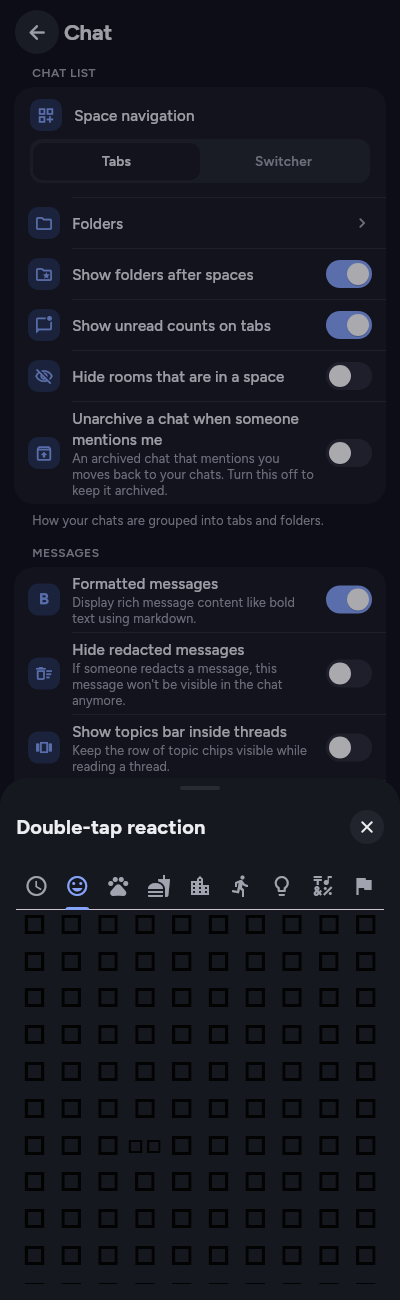 Chat
CHAT LIST
Space navigation
Tabs
Switcher
Folders
Show folders after spaces
Show unread counts on tabs
Hide rooms that are in a space
Unarchive a chat when someone
mentions me
An archived chat that mentions you
moves back to your chats. Turn this off to
keep it archived.
How your chats are grouped into tabs and folders.
MESSAGES
B
Formatted messages
Display rich message content like bold
text using markdown.
Hide redacted messages
If someone redacts a message, this
message won't be visible in the chat
anymore.
Show topics bar inside threads
Keep the row of topic chips visible while
reading a thread.
Double-tap reaction